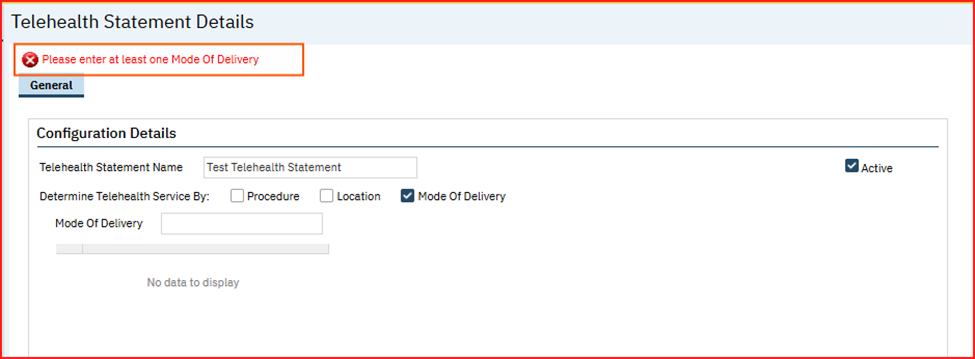 Telehealth Statement Details
Please enter at least one Mode Of Delivery
General
Configuration Details
Telehealth Statement Name Test Telehealth Statement Active
Determine Telehealth Service By: Procedure Location Mode Of Delivery
Mode Of Delivery
No data to display